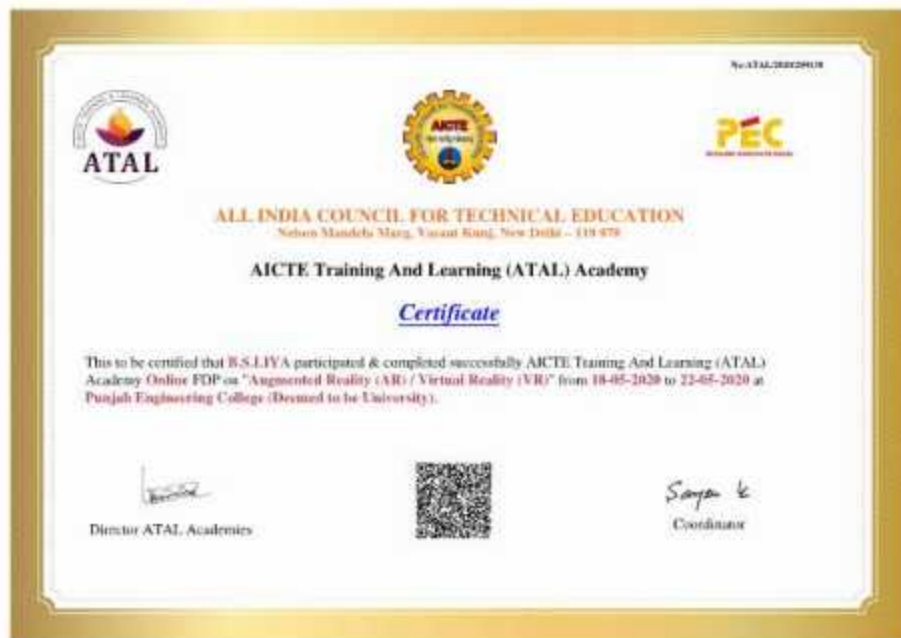 ATAL
AICTE
PEC
ALL INDIA COUNCIL FOR TECHNICAL EDUCATION
Nelson Mandela Marg, Vasant Kunj, New Delhi – 110 070
AICTE Training And Learning (ATAL) Academy
Certificate
This to be certified that B.S.LIYA participated & completed successfully AICTE Training And Learning (ATAL)
Academy Online FDP on "Augmented Reality (AR) / Virtual Reality (VR)" from 18-05-2020 to 22-05-2020 at
Punjab Engineering College (Deemed to be University).
Director ATAL Academies
Coordinator